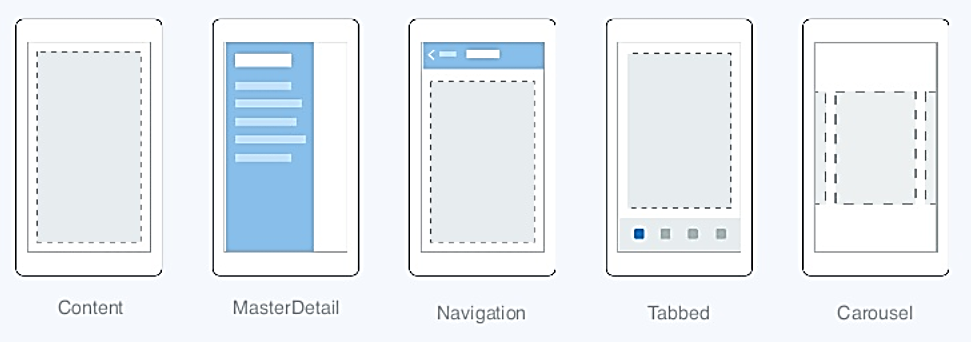 Content
MasterDetail
Navigation
Tabbed
Carousel